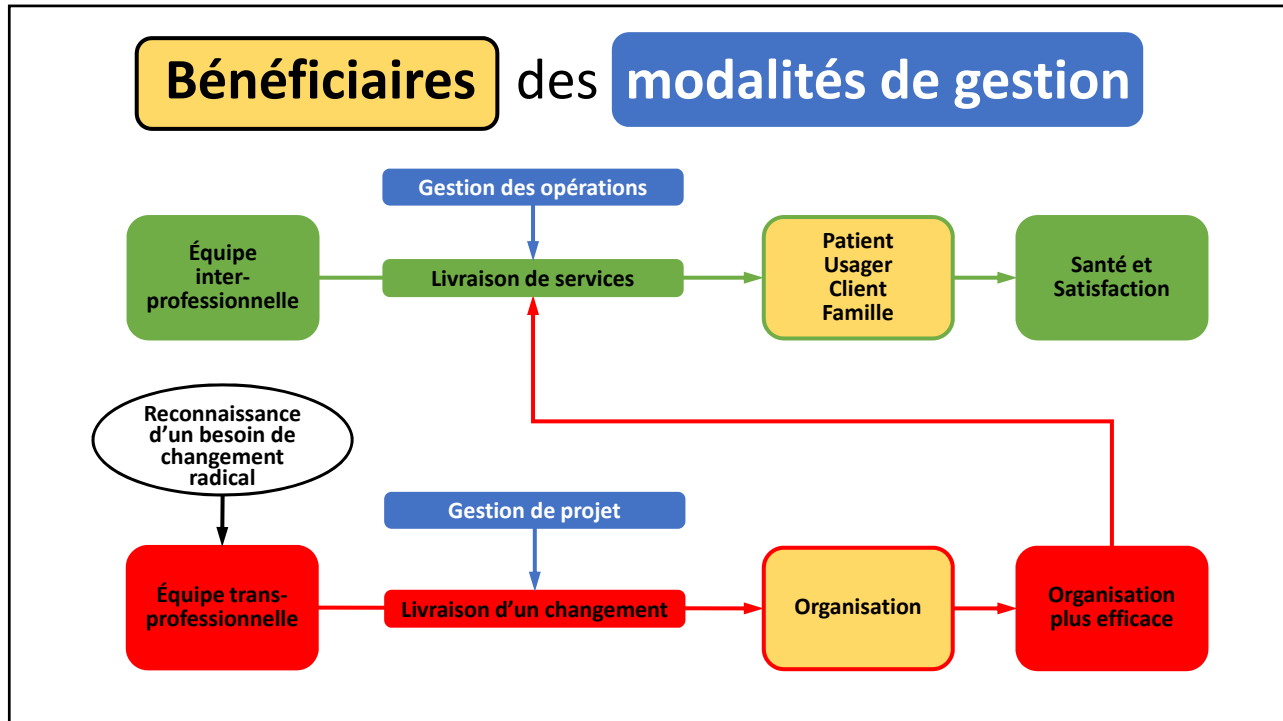 Bénéficiaires des modalités de gestion
Gestion des opérations
Équipe
inter-
professionnelle
Livraison de services
Patient
Usager
Client
Famille
Santé et
Satisfaction
Reconnaissance
d’un besoin de
changement
radical
Gestion de projet
Équipe trans-
professionnelle
Livraison d’un changement
Organisation
Organisation
plus efficace